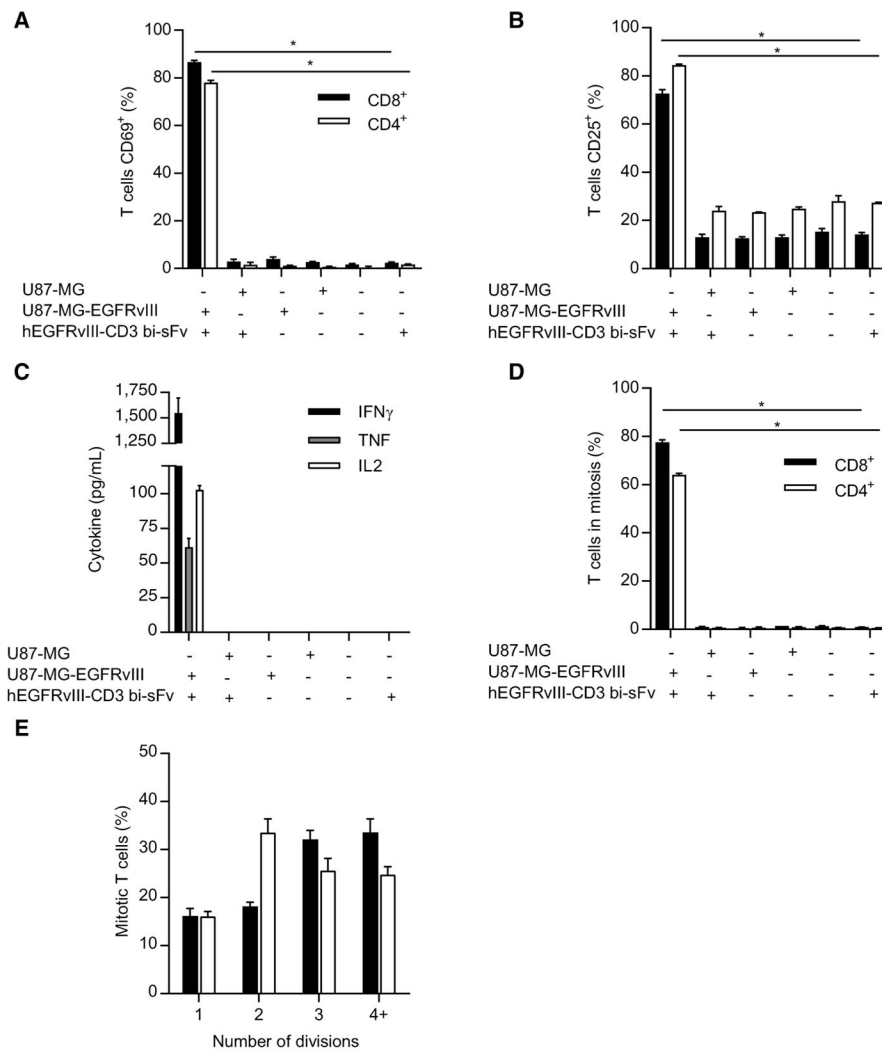 A
100
80
60
40
20
0
T cells CD69+ (%)
*
*
CD8+
CD4+
U87-MG - + - + - -
U87-MG-EGFRvIII + - + - - -
hEGFRvIII-CD3 bi-sFv + + - - - +
B
100
80
60
40
20
0
T cells CD25+ (%)
*
*
U87-MG - + - + - -
U87-MG-EGFRvIII + - + - - -
hEGFRvIII-CD3 bi-sFv + + - - - +
C
1,750
1,500
1,250
100
75
50
25
0
Cytokine (pg/mL)
IFNγ
TNF
IL2
U87-MG - + - + - -
U87-MG-EGFRvIII + - + - - -
hEGFRvIII-CD3 bi-sFv + + - - - +
D
100
80
60
40
20
0
T cells in mitosis (%)
*
*
CD8+
CD4+
U87-MG - + - + - -
U87-MG-EGFRvIII + - + - - -
hEGFRvIII-CD3 bi-sFv + + - - - +
E
50
40
30
20
10
0
Mitotic T cells (%)
1 2 3 4+
Number of divisions